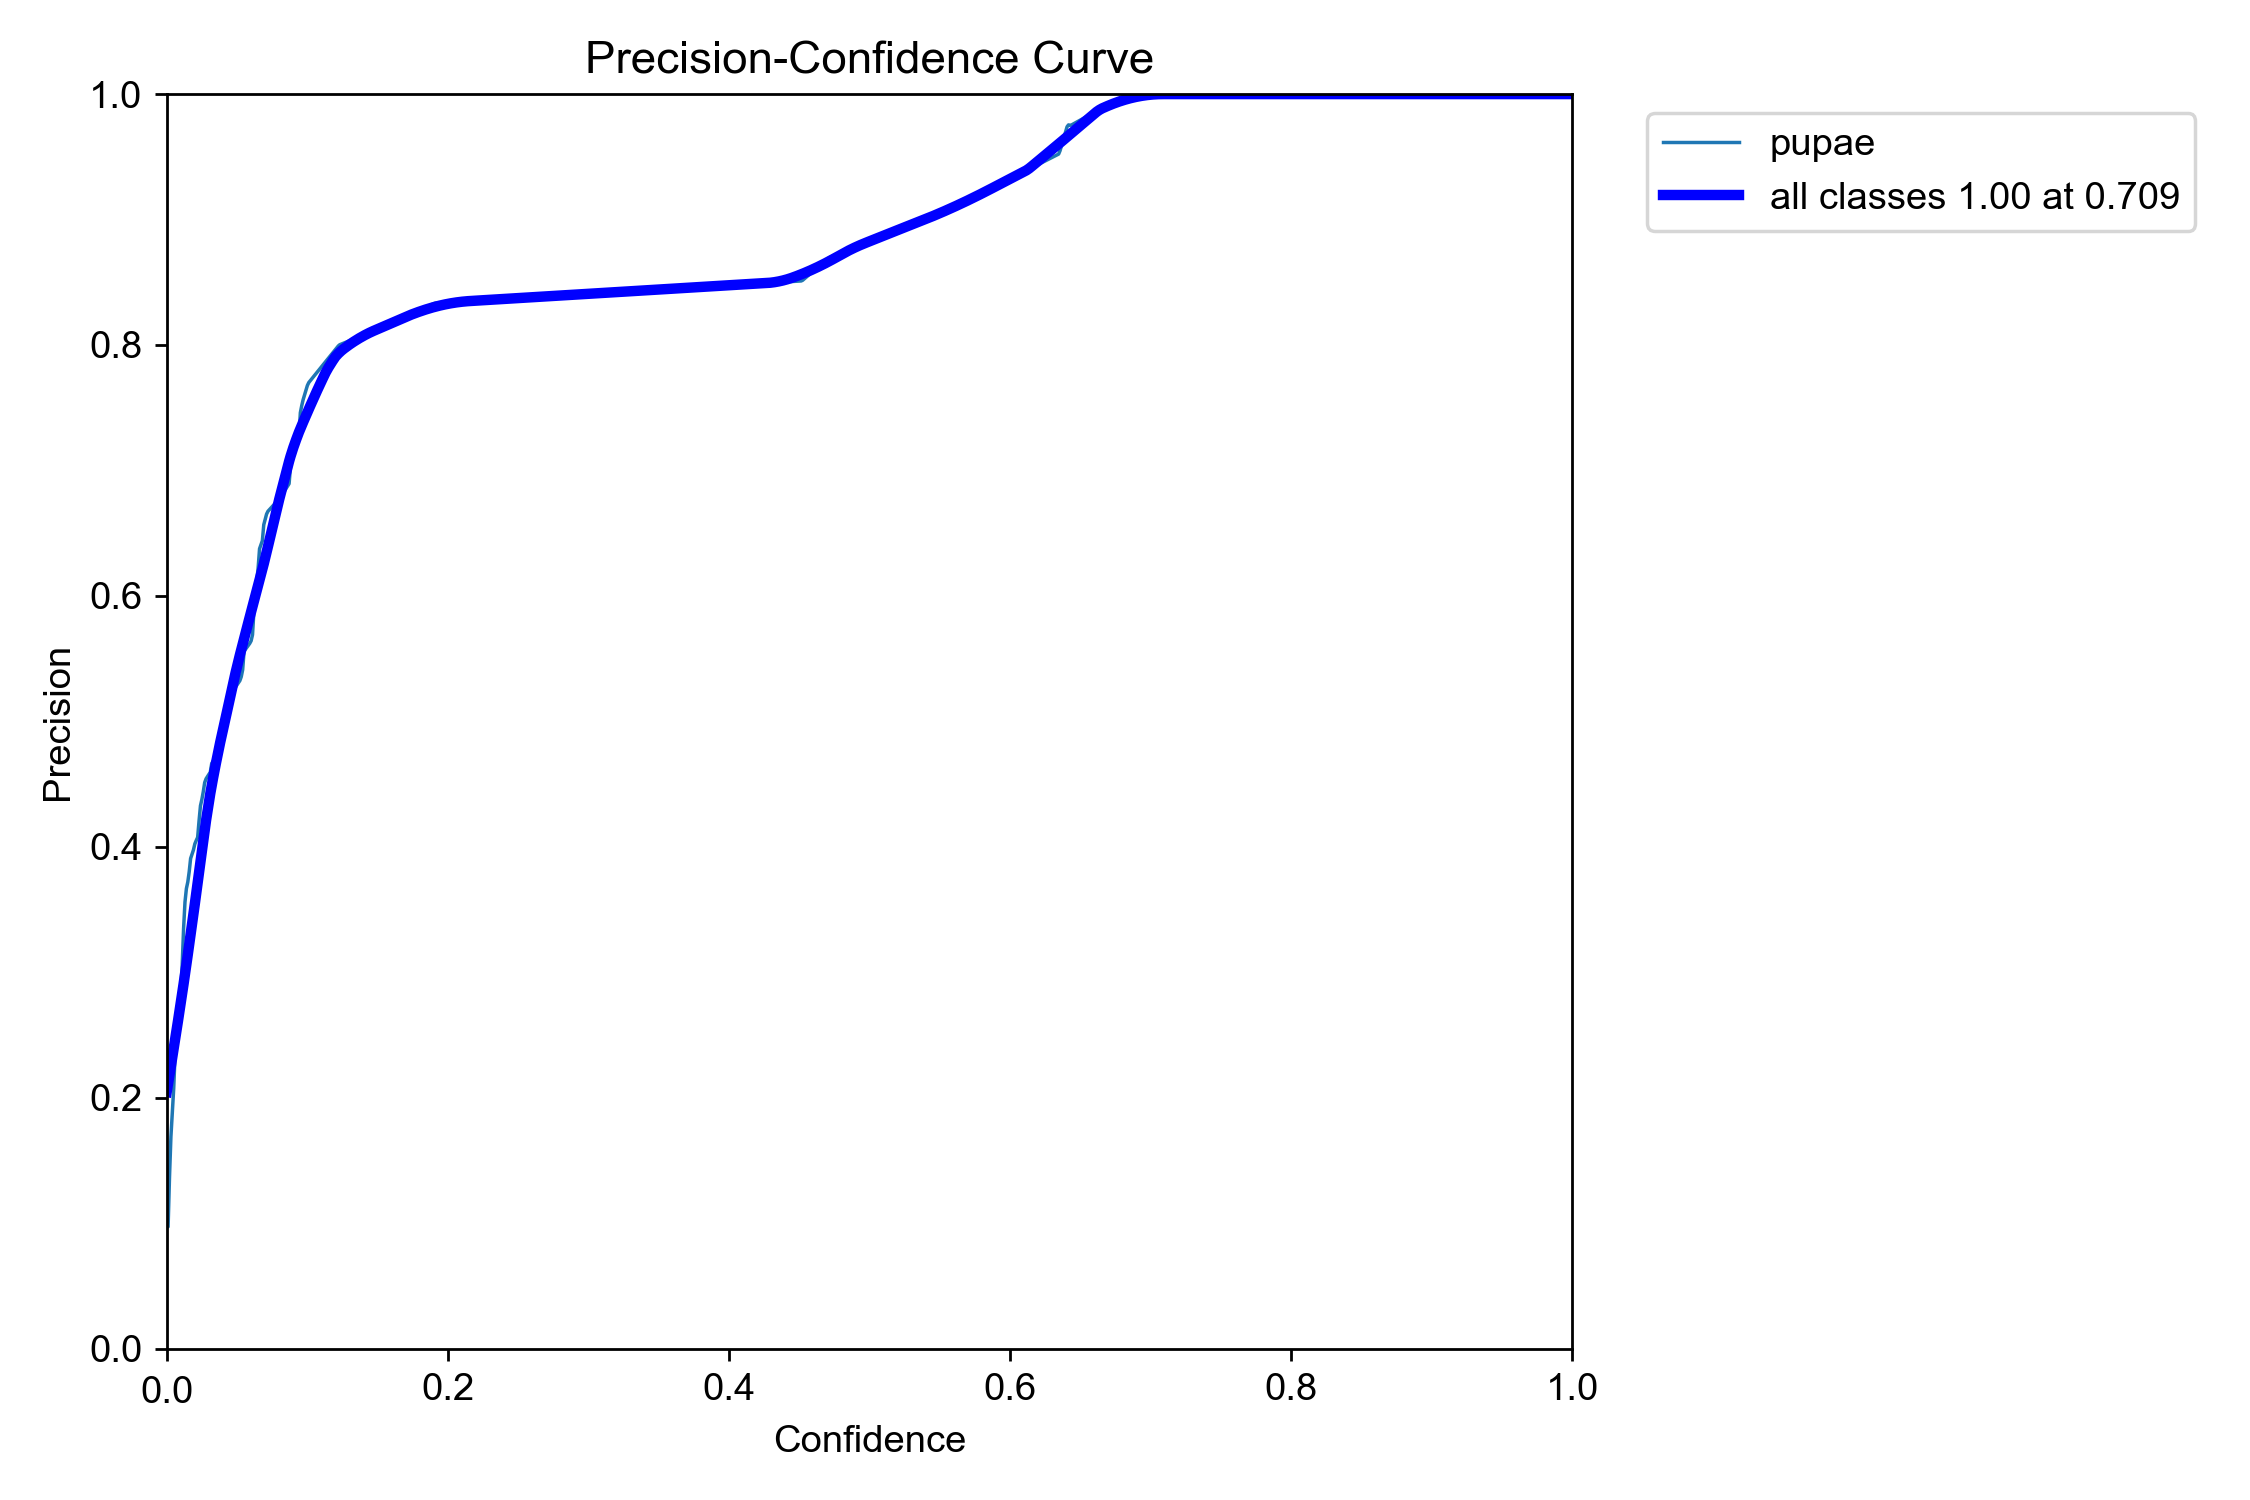 Precision-Confidence Curve
1.0
0.8
0.6
0.4
0.2
0.0
Precision
0.0 0.2 0.4 0.6 0.8 1.0
Confidence
pupae
all classes 1.00 at 0.709